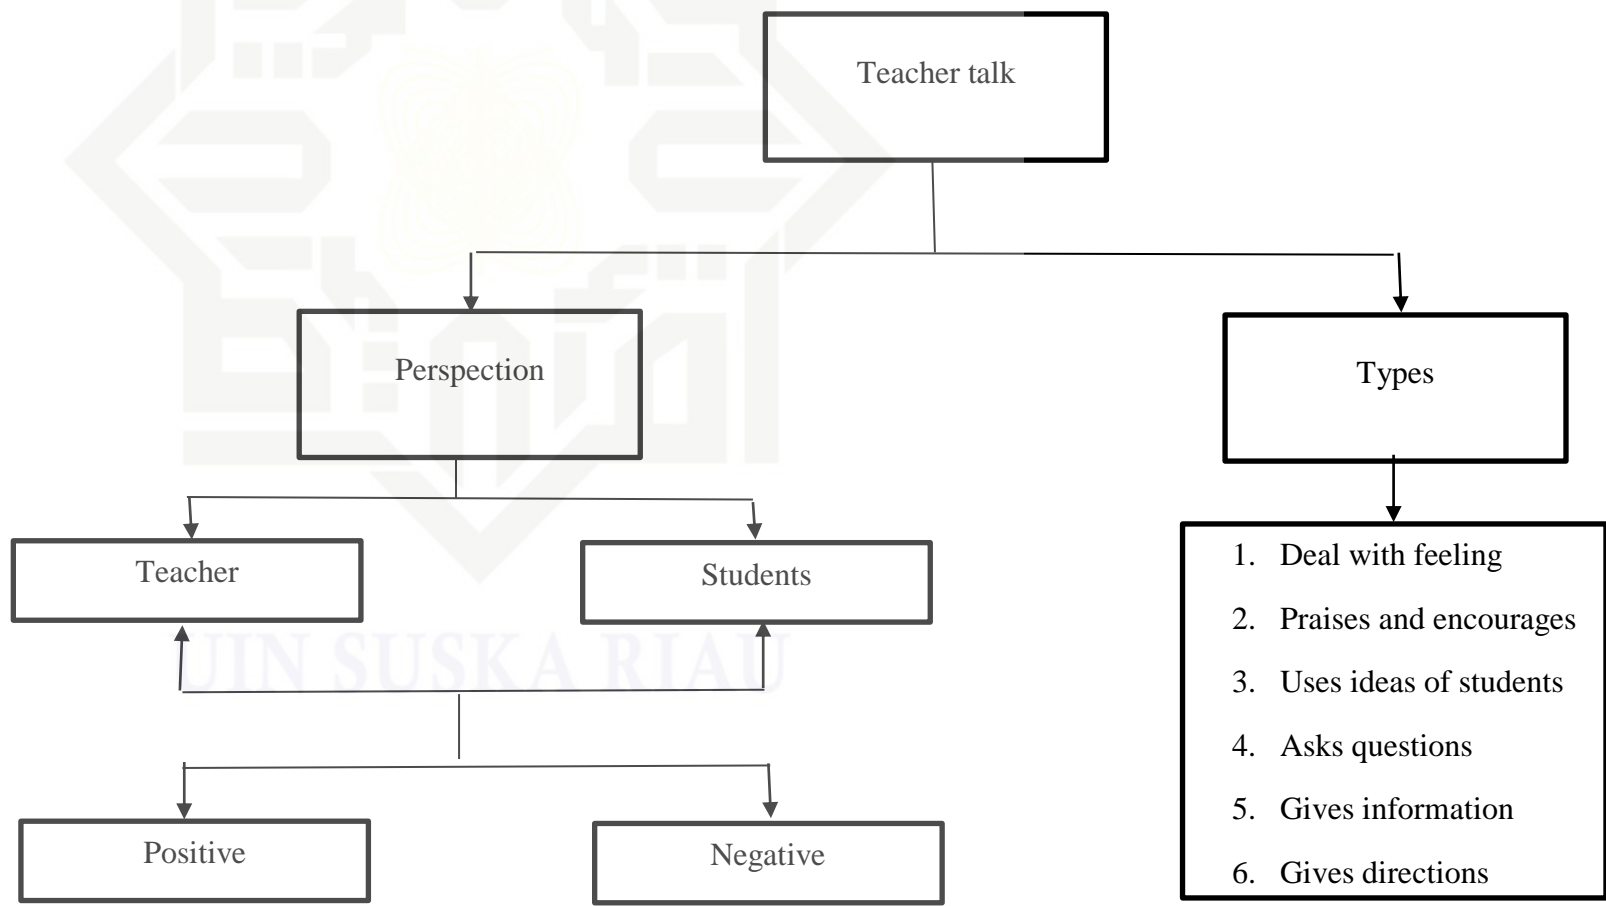 Teacher talk
Perspection
Types
Teacher
Students
1. Deal with feeling
2. Praises and encourages
3. Uses ideas of students
4. Asks questions
5. Gives information
6. Gives directions
UIN SUSKA RIAU
Positive
Negative